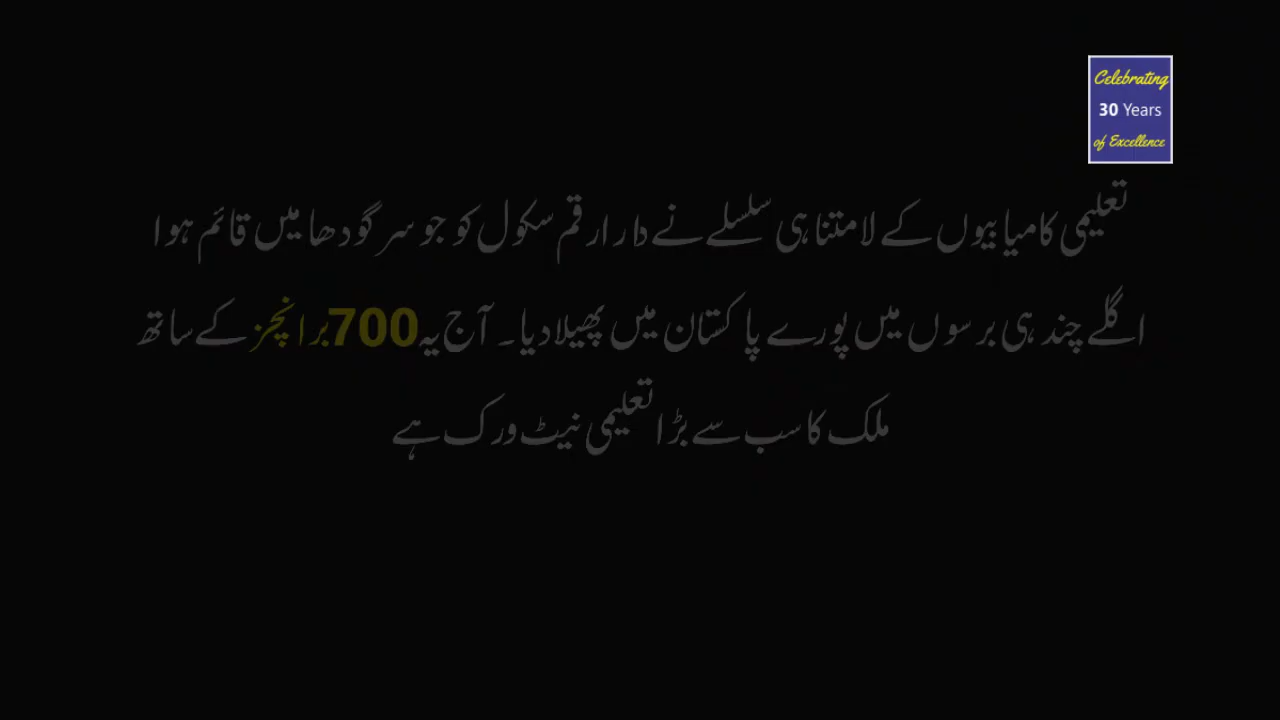 Celebrating
30 Years
of Excellence
تعلیمی کامیابیوں کے لامتناہی سلسلے نے دارارقم سکول کو جو سرگودھا میں قائم ہوا
اگلے چند ہی برسوں میں پورے پاکستان میں پھیلا دیا۔ آج یہ 700 برانچز کے ساتھ
ملک کا سب سے بڑا تعلیمی نیٹ ورک ہے